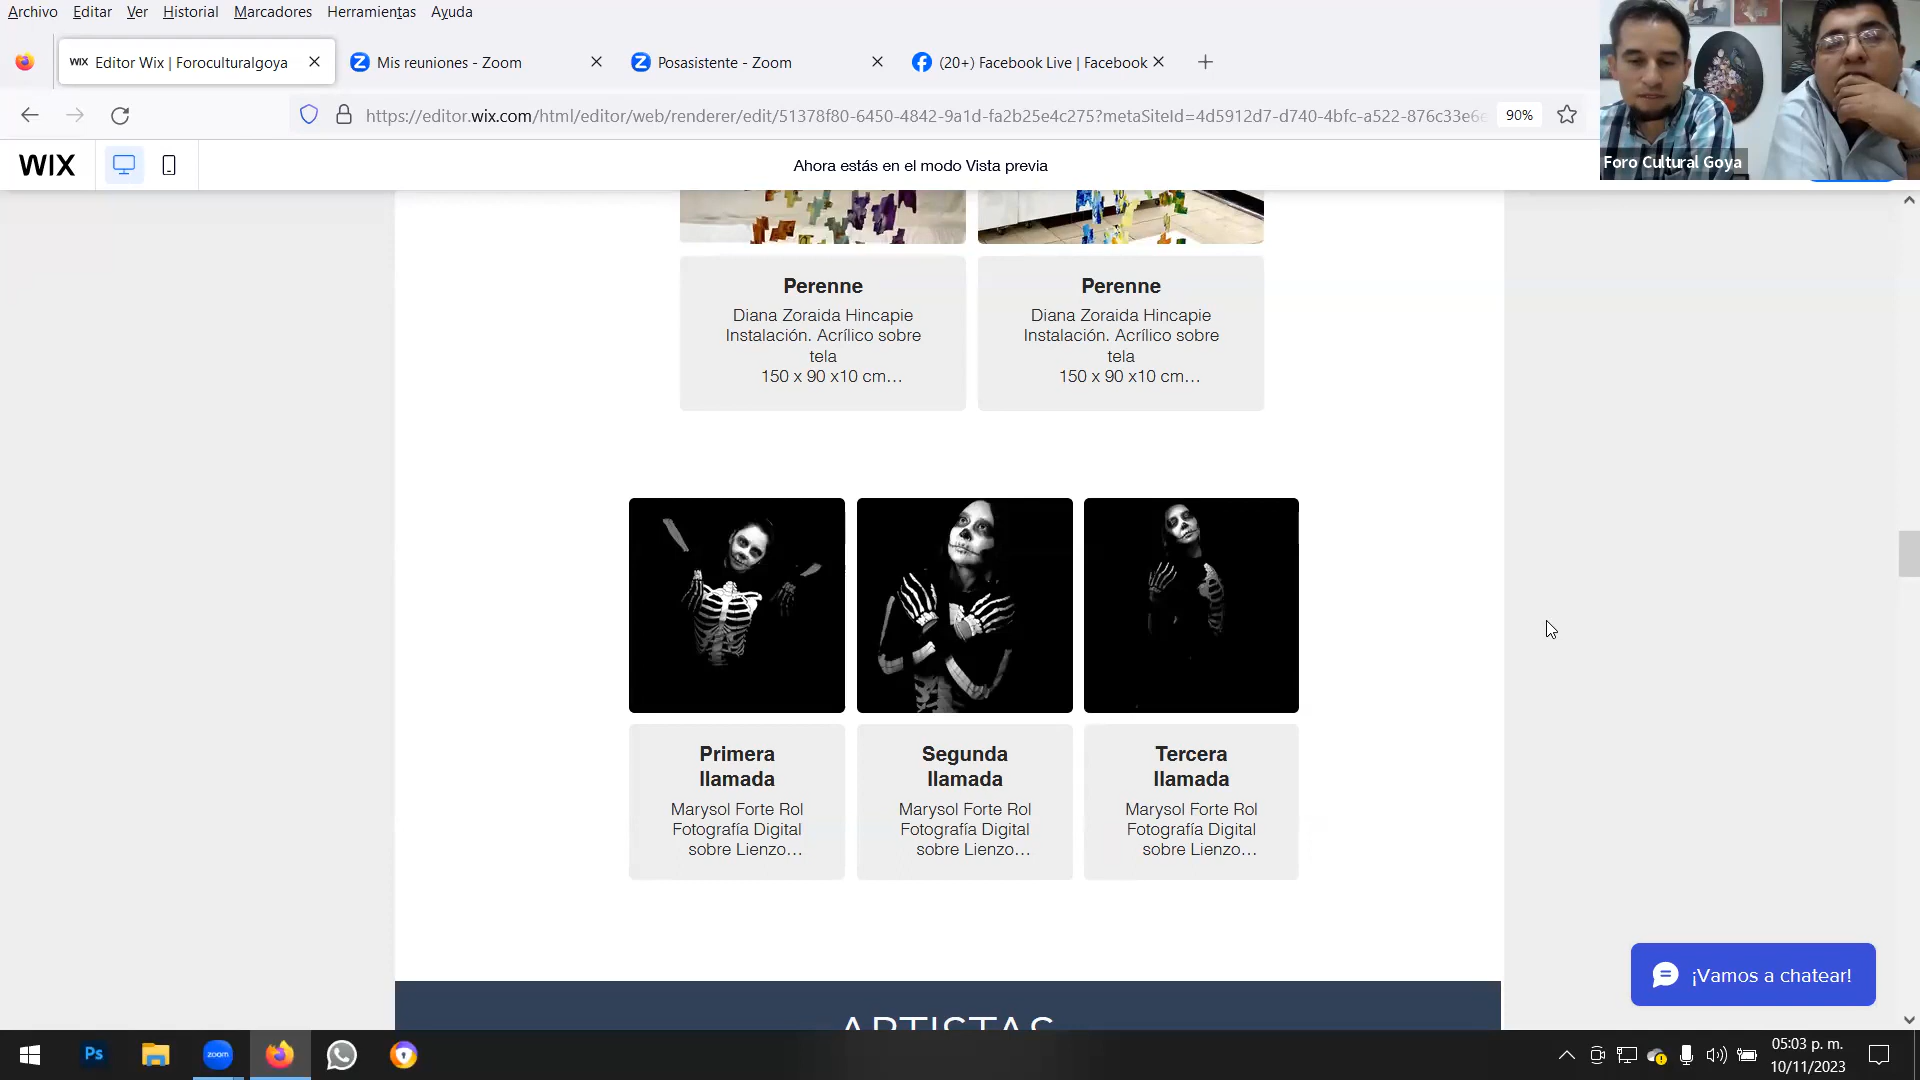 Archivo Editar Ver Historial Marcadores Herramientas Ayuda
WIX Editor Wix | Foroculturalgoya
Mis reuniones - Zoom
Posasistente - Zoom
(20+) Facebook Live | Facebook
https://editor.wix.com/html/editor/web/renderer/edit/51378f80-6450-4842-9a1d-fa2b25e4c275?metaSiteId=4d5912d7-d740-4bfc-a522-876c33e6
90%
Foro Cultural Goya
WIX
Ahora estás en el modo Vista previa
Perenne
Diana Zoraida Hincapie
Instalación. Acrílico sobre
tela
150 x 90 x10 cm…
Perenne
Diana Zoraida Hincapie
Instalación. Acrílico sobre
tela
150 x 90 x10 cm…
Primera
llamada
Marysol Forte Rol
Fotografía Digital
sobre Lienzo…
Segunda
llamada
Marysol Forte Rol
Fotografía Digital
sobre Lienzo…
Tercera
llamada
Marysol Forte Rol
Fotografía Digital
sobre Lienzo…
¡Vamos a chatear!
ARTISTAS
Ps
zoom
05:03 p. m.
10/11/2023